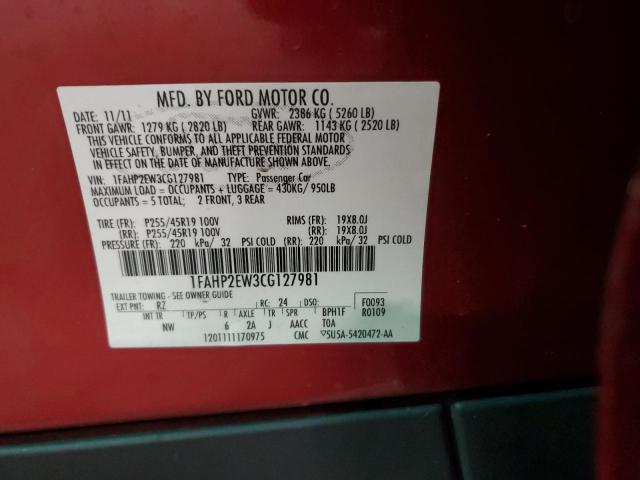 MFD. BY FORD MOTOR CO.
DATE: 11/11 GVWR: 2386 KG ( 5260 LB)
FRONT GAWR: 1279 KG ( 2820 LB) REAR GAWR: 1143 KG ( 2520 LB)
THIS VEHICLE CONFORMS TO ALL APPLICABLE FEDERAL MOTOR
VEHICLE SAFETY, BUMPER, AND THEFT PREVENTION STANDARDS
IN EFFECT ON THE DATE OF MANUFACTURE SHOWN ABOVE.
VIN: 1FAHP2EW3CG127981 TYPE: Passenger Car
MAXIMUM LOAD = OCCUPANTS + LUGGAGE = 430KG/950LB
OCCUPANTS = 5 TOTAL; 2 FRONT, 3 REAR
TIRE (FR): P255/45R19 100V RIMS (FR): 19X8.0J
(RR): P255/45R19 100V (RR): 19X8.0J
PRESSURE (FR): 220 kPa/ 32 PSI COLD (RR): 220 kPa/ 32 PSI COLD
1FAHP2EW3CG127981
TRAILER TOWING - SEE OWNER GUIDE
EXT PNT: RZ RC: 24 DSO: F0093
INT TR TP/PS R AXLE TR SPR BPH1F R0109
NW 6 2A J AACC TOA
1201111170975 CMC ▽5U5A-5420472-AA